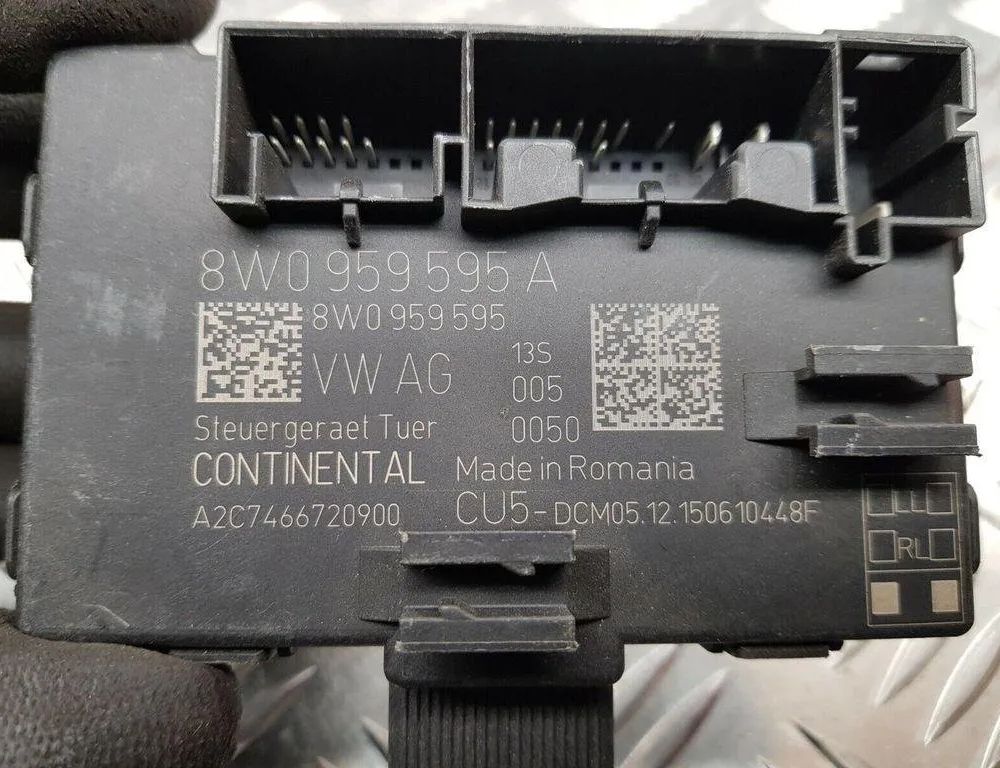 8W0 959 595 A
8W0 959 595
VW AG
13S
005
0050
Steuergeraet Tuer
CONTINENTAL
Made in Romania
A2C7466720900
CU5-DCM05.12.150610448F
LL
RL